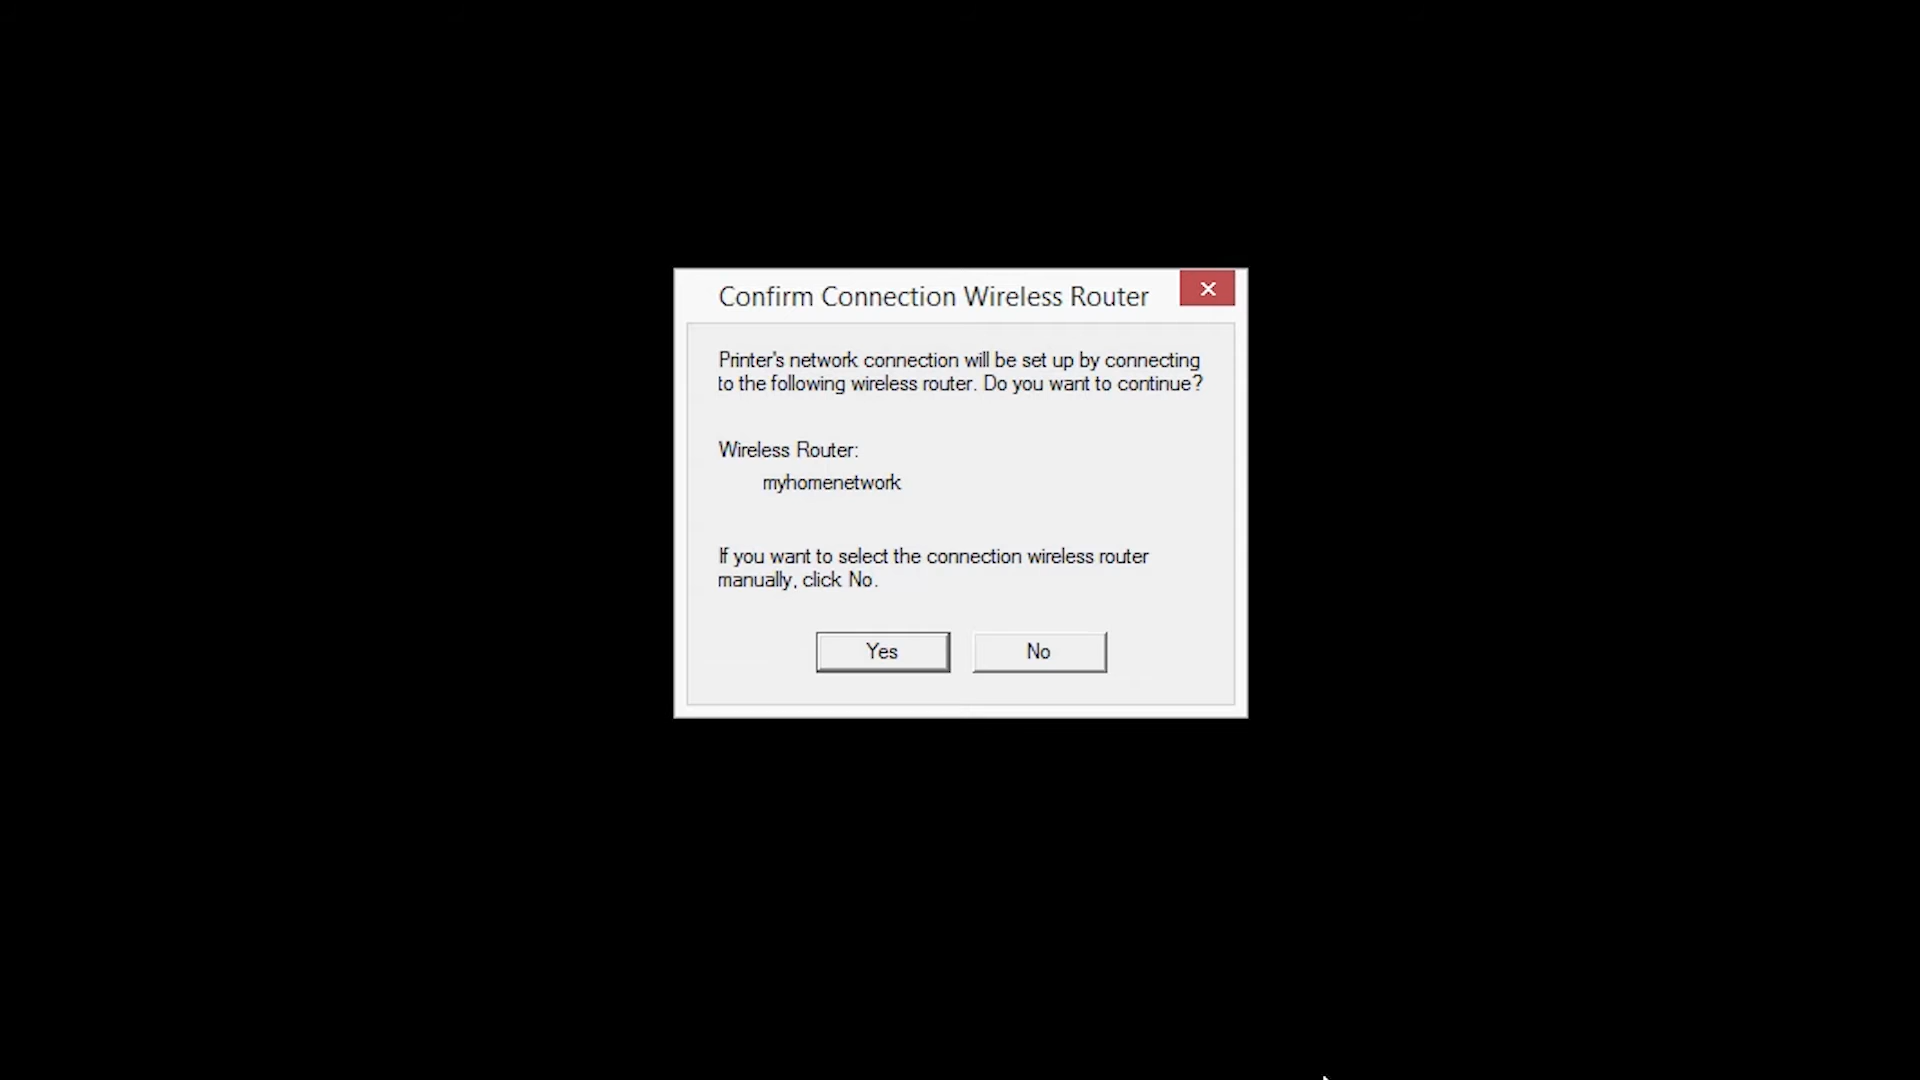 Confirm Connection Wireless Router
Printer's network connection will be set up by connecting
to the following wireless router. Do you want to continue?
Wireless Router:
myhomenetwork
If you want to select the connection wireless router
manually, click No.
Yes
No